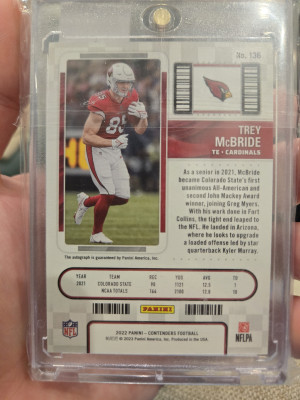 No. 138
TREY
McBRIDE
TE - CARDINALS
As a senior in 2021, McBride
became Colorado State's first
unanimous All-American and
second John Mackey Award
winner, joining Greg Myers.
With his work done in Fort
Collins, the tight end leaped to
the NFL. He landed in Arizona,
where he looks to upgrade
a loaded offense led by star
quarterback Kyler Murray.
The autograph is guaranteed by Panini America, Inc.
YEAR TEAM REC YDS AVG TD
2021 COLORADO STATE 90 1121 12.5 1
NCAA TOTALS 164 2100 12.8 10
PANINI
NFL
NFLPA
2022 PANINI - CONTENDERS FOOTBALL
© 2023 Panini America, Inc. Produced in the USA.